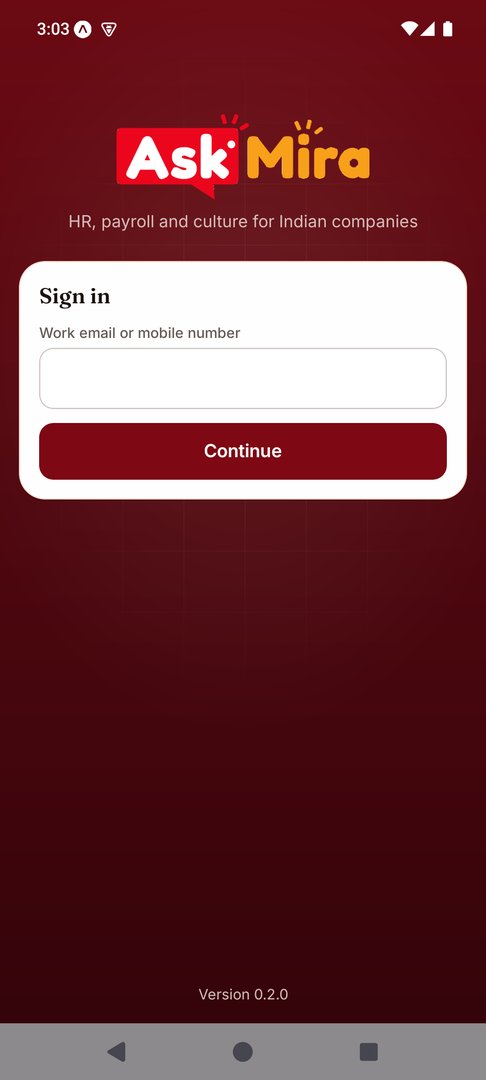 3:03
Ask Mira
HR, payroll and culture for Indian companies
Sign in
Work email or mobile number
Continue
Version 0.2.0